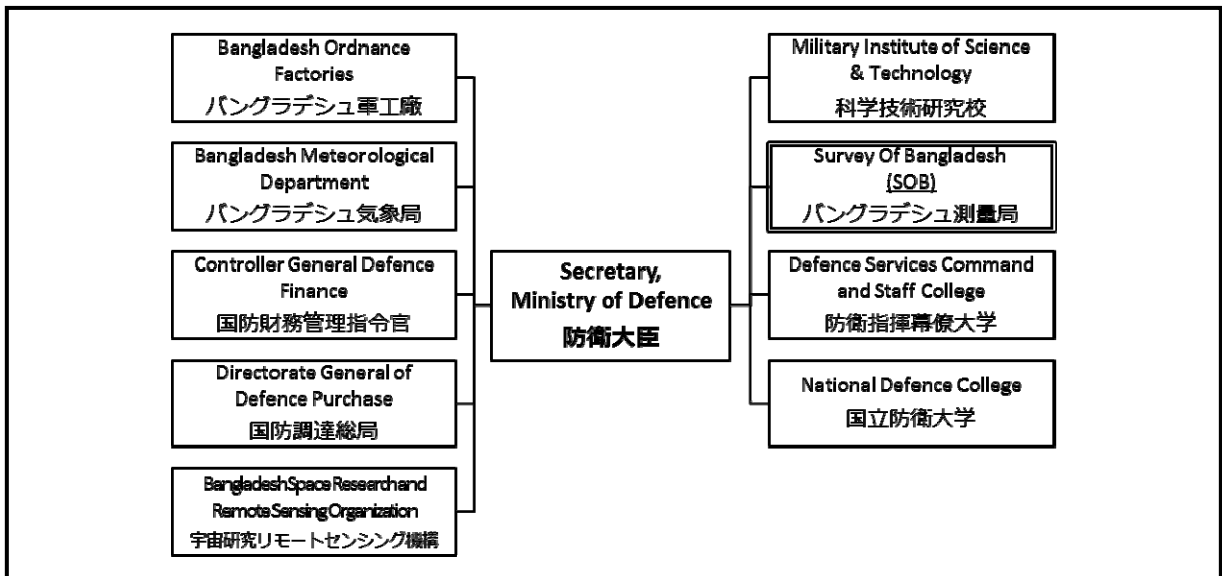 Bangladesh Ordnance
Factories
バングラデシュ軍工廠
Bangladesh Meteorological
Department
バングラデシュ気象局
Controller General Defence
Finance
国防財務管理指令官
Directorate General of
Defence Purchase
国防調達総局
Bangladesh Space Research and
Remote Sensing Organization
宇宙研究リモートセンシング機構
Secretary,
Ministry of Defence
防衛大臣
Military Institute of Science
& Technology
科学技術研究校
Survey Of Bangladesh
(SOB)
バングラデシュ測量局
Defence Services Command
and Staff College
防衛指揮幕僚大学
National Defence College
国立防衛大学